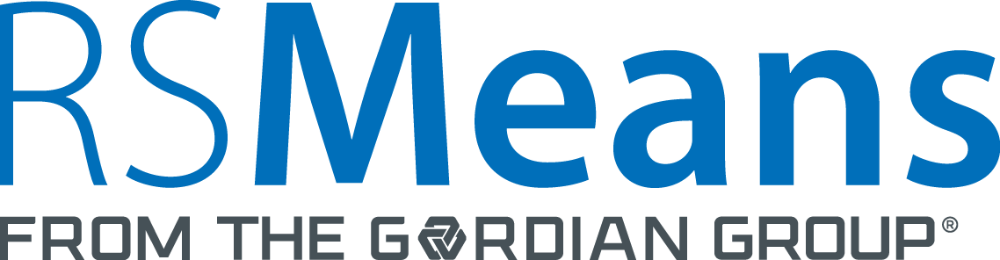 RSMeans
FROM THE GORDIAN GROUP®